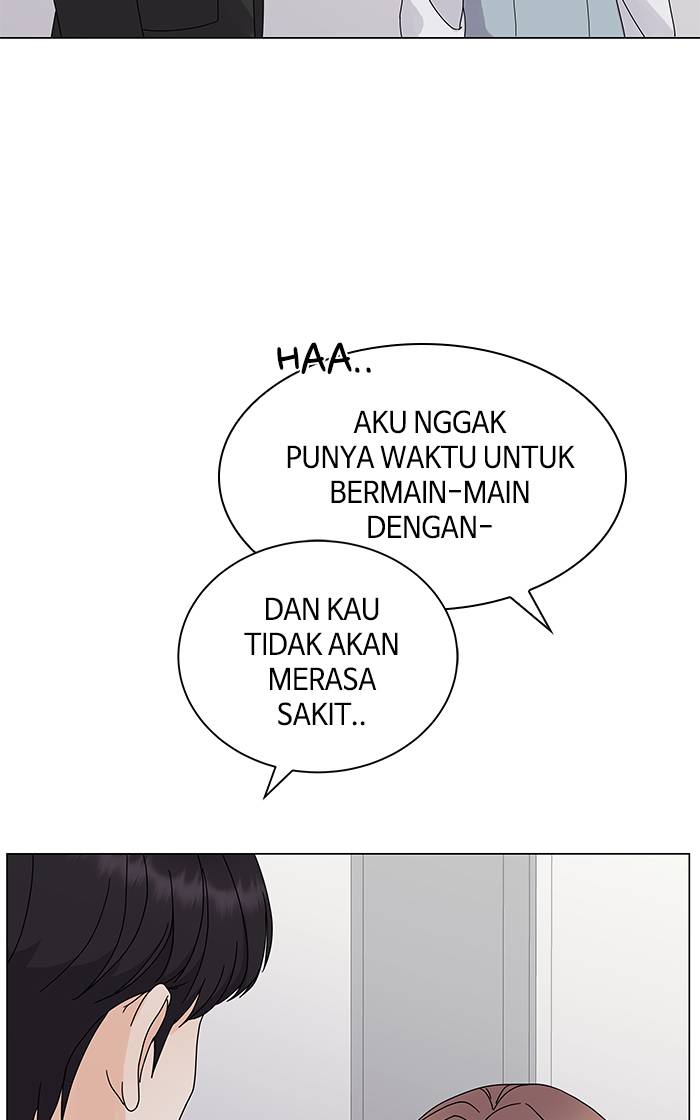 HAA..
AKU NGGAK
PUNYA WAKTU UNTUK
BERMAIN-MAIN
DENGAN-
DAN KAU
TIDAK AKAN
MERASA
SAKIT..